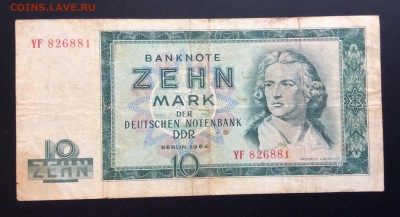 COINS.LAVE.RU
YF 826881
BANKNOTE
ZEHN
MARK
DER
DEUTSCHEN NOTENBANK
DDR
BERLIN 1964
10
ZEHN
10
YF 826881